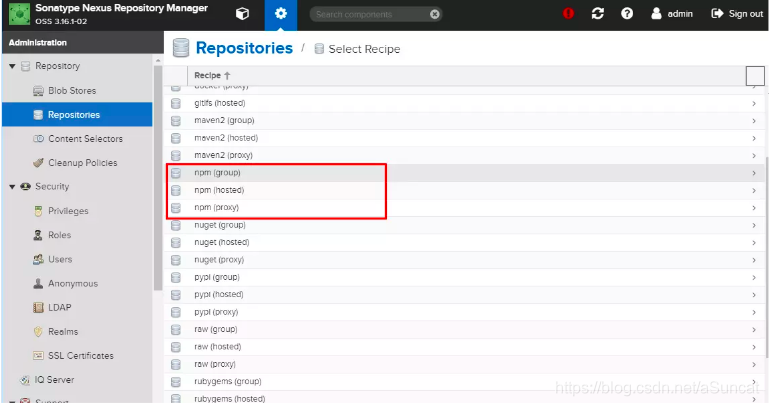 Sonatype Nexus Repository Manager
OSS 3.16.1-02
Search components
admin
Sign out
Administration
Repository
Blob Stores
Repositories
Content Selectors
Cleanup Policies
Security
Privileges
Roles
Users
Anonymous
LDAP
Realms
SSL Certificates
IQ Server
Support
Repositories / Select Recipe
Recipe ↑
docker (proxy)
gitlfs (hosted)
maven2 (group)
maven2 (hosted)
maven2 (proxy)
npm (group)
npm (hosted)
npm (proxy)
nuget (group)
nuget (hosted)
nuget (proxy)
pypi (group)
pypi (hosted)
pypi (proxy)
raw (group)
raw (hosted)
raw (proxy)
rubygems (group)
rubygems (hosted)
https://blog.csdn.net/aSuncat